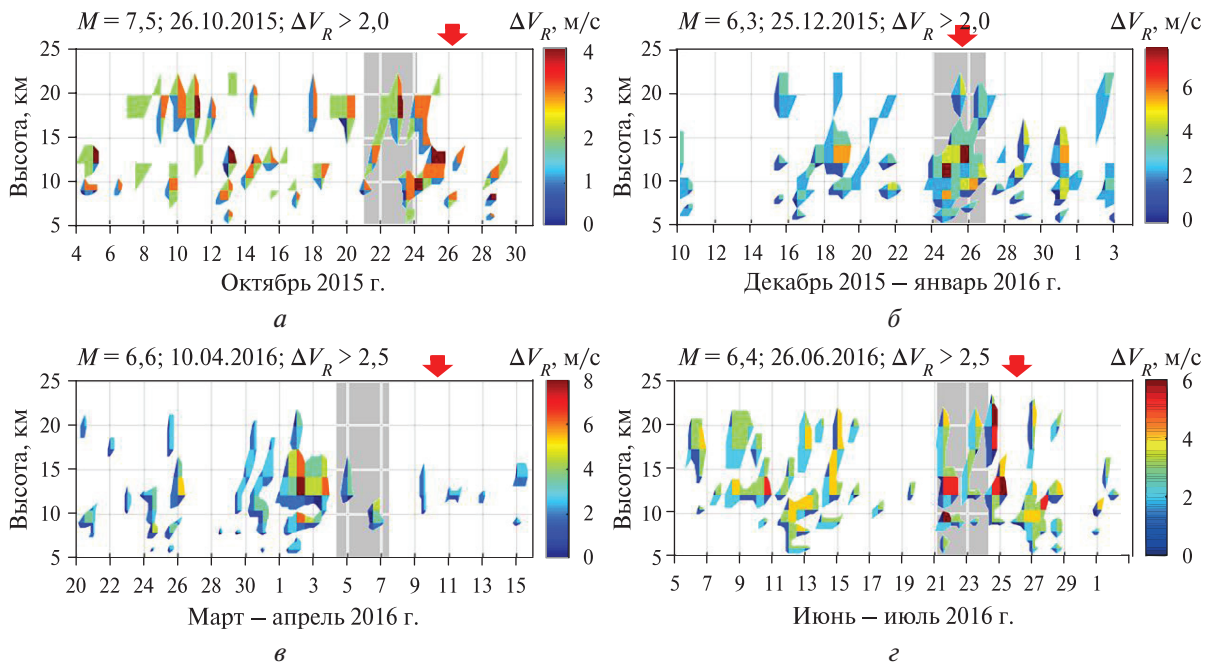 M = 7,5; 26.10.2015; ΔV_R > 2,0 ΔV_R, м/с
25
20
15
10
5
Высота, км
4
3
2
1
0
4 6 8 10 12 14 16 18 20 22 24 26 28 30
Октябрь 2015 г.
а
M = 6,3; 25.12.2015; ΔV_R > 2,0 ΔV_R, м/с
25
20
15
10
5
Высота, км
6
4
2
0
10 12 14 16 18 20 22 24 26 28 30 1 3
Декабрь 2015 – январь 2016 г.
б
M = 6,6; 10.04.2016; ΔV_R > 2,5 ΔV_R, м/с
25
20
15
10
5
Высота, км
8
6
4
2
0
20 22 24 26 28 30 1 3 5 7 9 11 13 15
Март – апрель 2016 г.
в
M = 6,4; 26.06.2016; ΔV_R > 2,5 ΔV_R, м/с
25
20
15
10
5
Высота, км
6
4
2
0
5 7 9 11 13 15 17 19 21 23 25 27 29 1
Июнь – июль 2016 г.
г